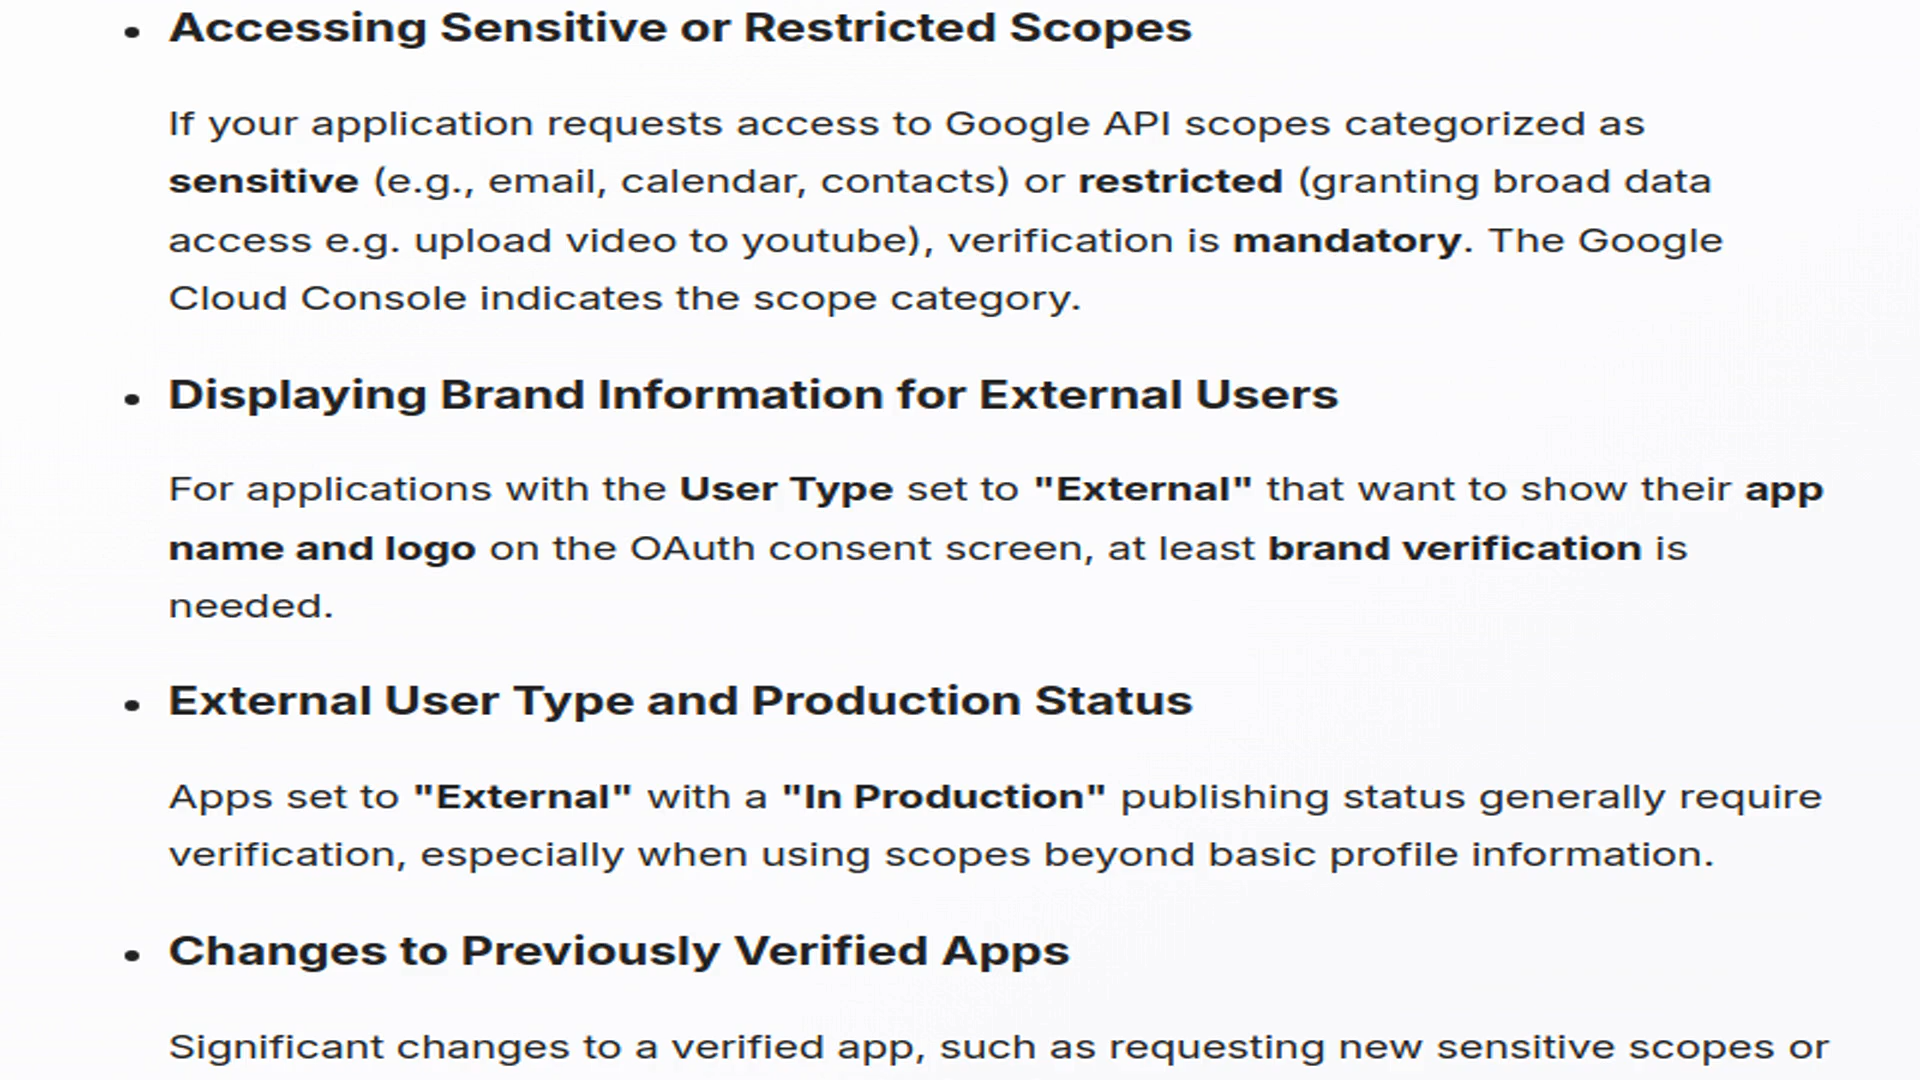 • Accessing Sensitive or Restricted Scopes
If your application requests access to Google API scopes categorized as
sensitive (e.g., email, calendar, contacts) or restricted (granting broad data
access e.g. upload video to youtube), verification is mandatory. The Google
Cloud Console indicates the scope category.
• Displaying Brand Information for External Users
For applications with the User Type set to "External" that want to show their app
name and logo on the OAuth consent screen, at least brand verification is
needed.
• External User Type and Production Status
Apps set to "External" with a "In Production" publishing status generally require
verification, especially when using scopes beyond basic profile information.
• Changes to Previously Verified Apps
Significant changes to a verified app, such as requesting new sensitive scopes or